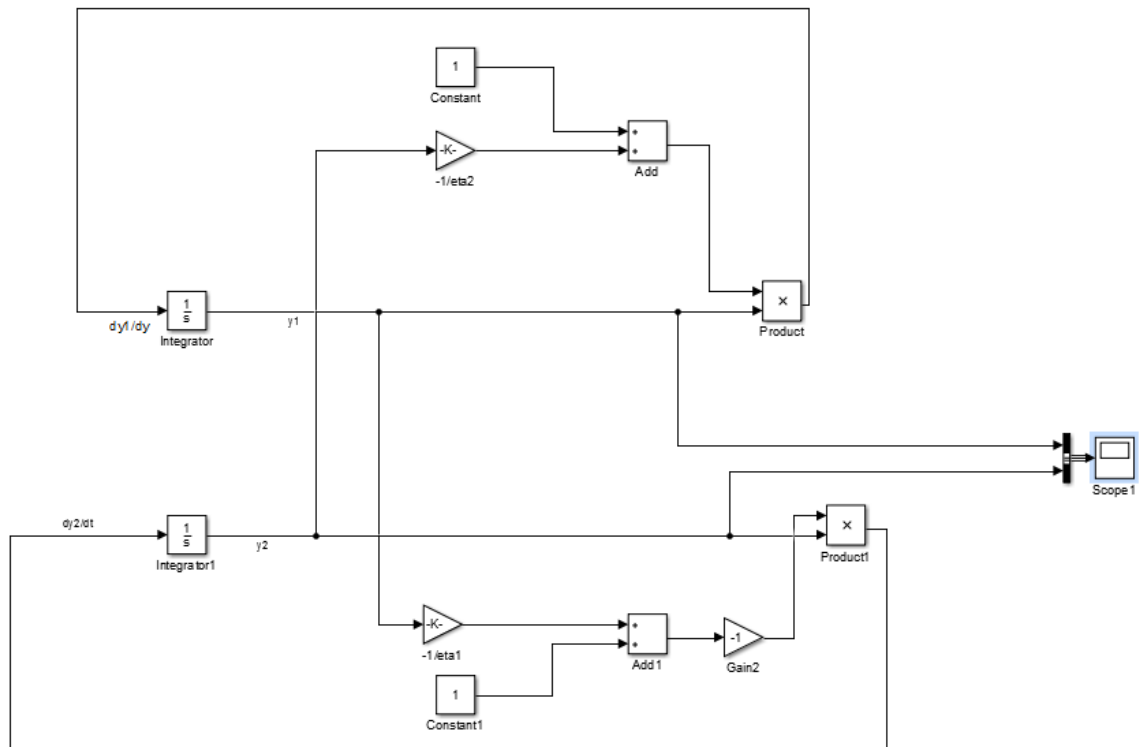 1
Constant
+
+
Add
-K-
-1/eta2
dy1/dy
1
s
Integrator
y1
×
Product
Scope1
dy2/dt
1
s
Integrator1
y2
×
Product1
-K-
-1/eta1
+
+
Add1
-1
Gain2
1
Constant1